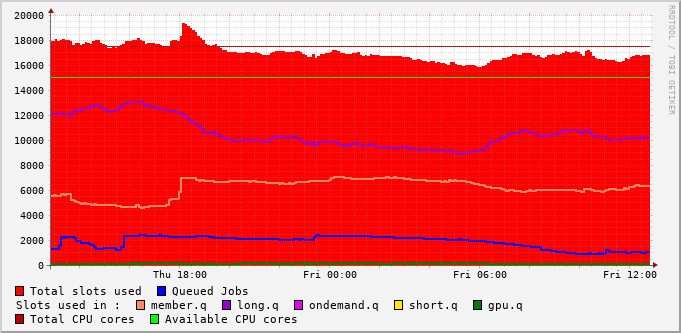 20000
18000
16000
14000
12000
10000
8000
6000
4000
2000
0
Thu 18:00 Fri 00:00 Fri 06:00 Fri 12:00
RRDTOOL / TOBI OETIKER
Total slots used Queued Jobs
Slots used in : member.q long.q ondemand.q short.q gpu.q
Total CPU cores Available CPU cores